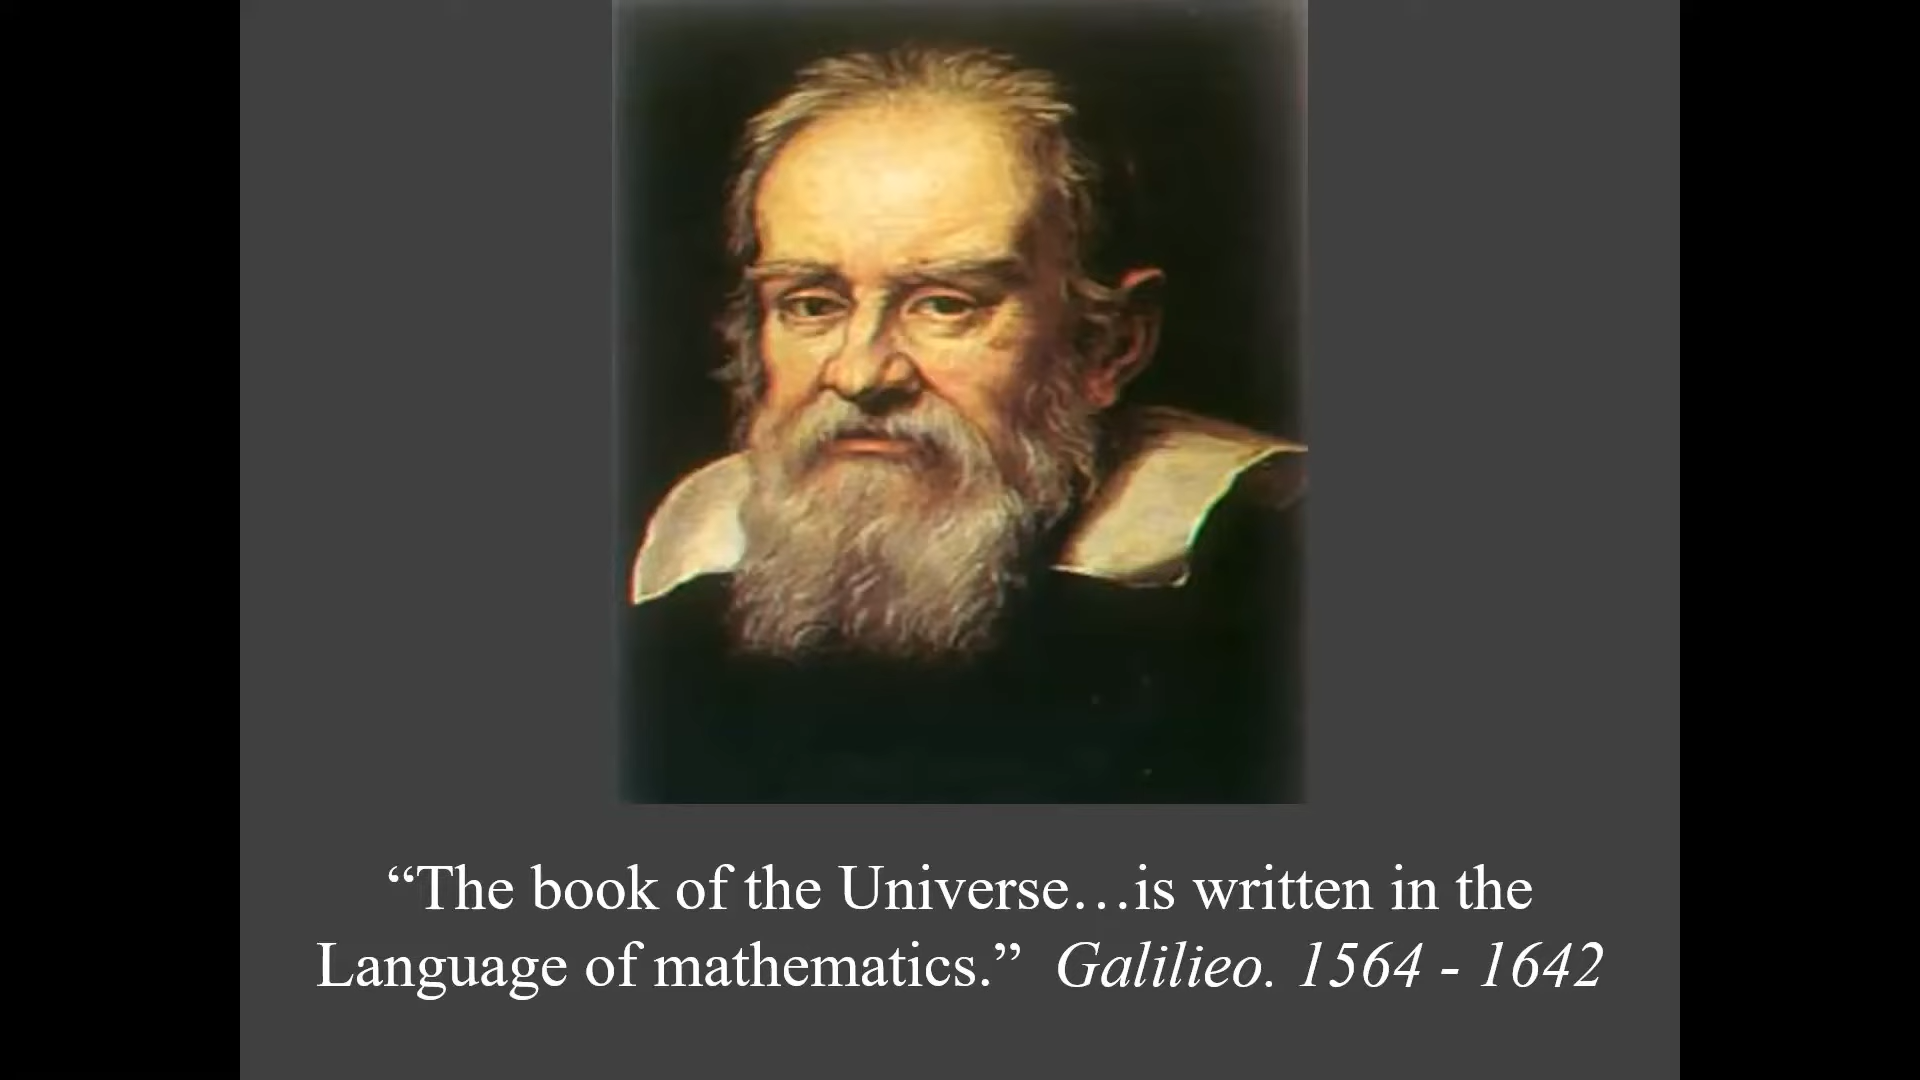 “The book of the Universe…is written in the
Language of mathematics.” Galilieo. 1564 - 1642